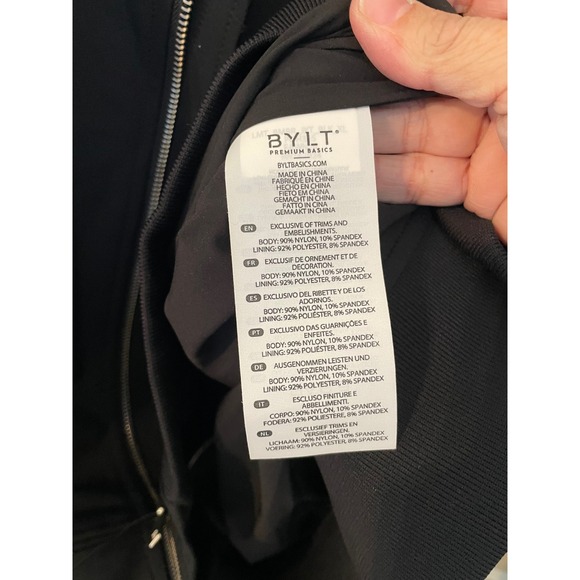 BYLT
PREMIUM BASICS
BYLTBASICS.COM
MADE IN CHINA
FABRIQUÉ EN CHINE
HECHO EN CHINA
FIETO EM CHINA
GEMACHT IN CHINA
FATTO IN CINA
GEMAAKT IN CHINA
EN EXCLUSIVE OF TRIMS AND
EMBELISHMENTS.
BODY: 90% NYLON, 10% SPANDEX
LINING: 92% POLYESTER, 8% SPANDEX
FR EXCLUSIF DE ORNEMENT ET DE
DECORATION.
BODY: 90% NYLON, 10% SPANDEX
LINING: 92% POLIÉSTER, 8% SPANDEX
ES EXCLUSIVO DEL RIBETTE Y DE LOS
ADORNOS.
BODY: 90% NYLON, 10% SPANDEX
LINING: 92% POLIÉSTER, 8% SPANDEX
PT EXCLUSIVO DAS GUARNIÇÕES E
ENFEITES.
BODY: 90% NYLON, 10% SPANDEX
LINING: 92% POLIÉSTER, 8% SPANDEX
DE AUSGENOMMEN LEISTEN UND
VERZIERUNGEN.
BODY: 90% NYLON, 10% SPANDEX
LINING: 92% POLYESTER, 8% SPANDEX
IT ESCLUSO FINITURE E
ABBELLIMENTI.
CORPO: 90% NYLON, 10% SPANDEX
FODERA: 92% POLIESTERE, 8% SPANDEX
NL EXCLUSIEF TRIMS EN
VERSIERINGEN.
LICHAAM: 90% NYLON, 10% SPANDEX
VOERING: 92% POLYESTER, 8% SPANDEX